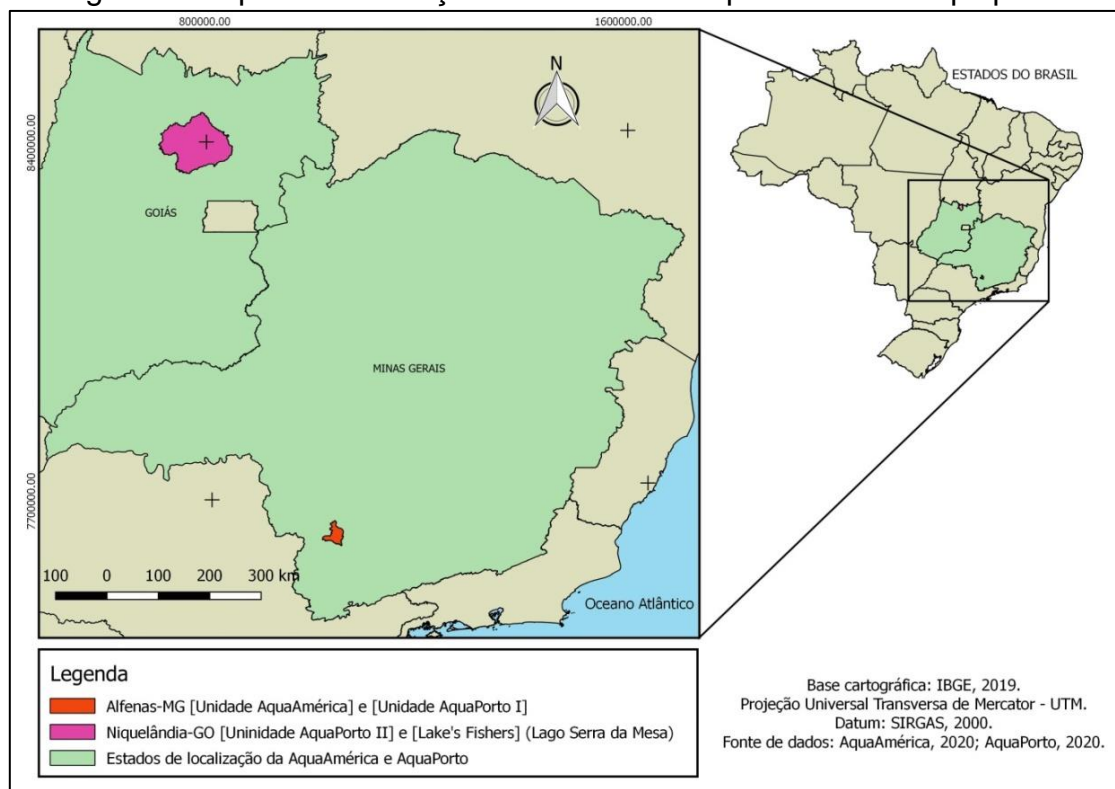 800000.00
1600000.00
8400000.00
7700000.00
N
GOIÁS
MINAS GERAIS
ESTADOS DO BRASIL
100 0 100 200 300 km
Oceano Atlântico
Legenda
Alfenas-MG [Unidade AquaAmérica] e [Unidade AquaPorto I]
Niquelândia-GO [Uninidade AquaPorto II] e [Lake's Fishers] (Lago Serra da Mesa)
Estados de localização da AquaAmérica e AquaPorto
Base cartográfica: IBGE, 2019.
Projeção Universal Transversa de Mercator - UTM.
Datum: SIRGAS, 2000.
Fonte de dados: AquaAmérica, 2020; AquaPorto, 2020.